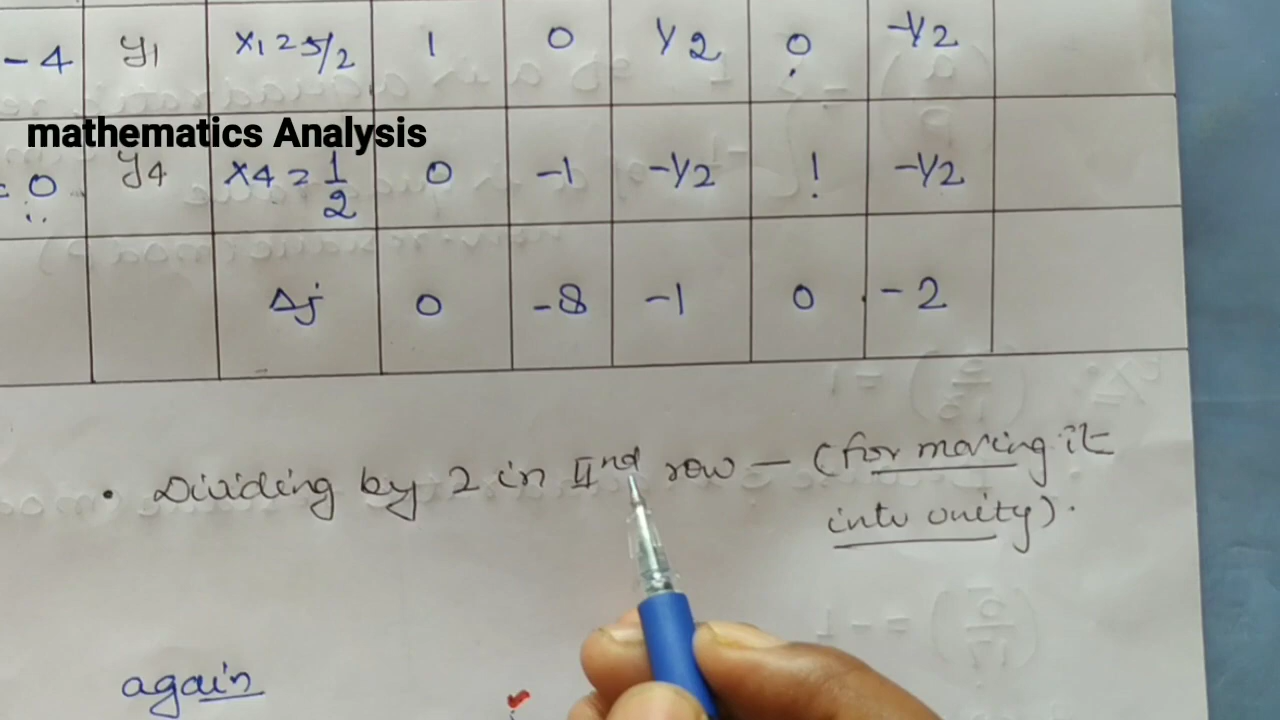 -4 y1 x1=5/2 1 0 1/2 0 -1/2
mathematics Analysis
=0 y4 x4=1/2 0 -1 -1/2 1 -1/2
Δj 0 -8 -1 0 -2
• Dividing by 2 in IInd row — (for making it
into unity).
again